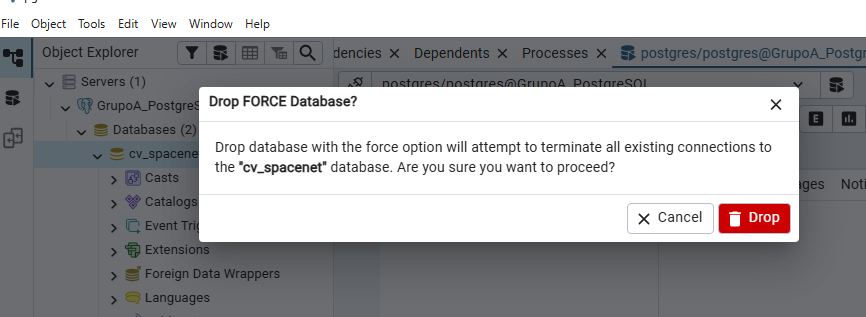 File Object Tools Edit View Window Help
Object Explorer
dencies Dependents Processes postgres/postgres@GrupoA_Postgr
Servers (1)
postgres/postgres@GrupoA_PostgreSQL
GrupoA_PostgreS
Databases (2)
cv_spacene
Casts
Catalogs
Event Trig
Extensions
Foreign Data Wrappers
Languages
E
ages Noti
Drop FORCE Database?
Drop database with the force option will attempt to terminate all existing connections to
the "cv_spacenet" database. Are you sure you want to proceed?
Cancel Drop